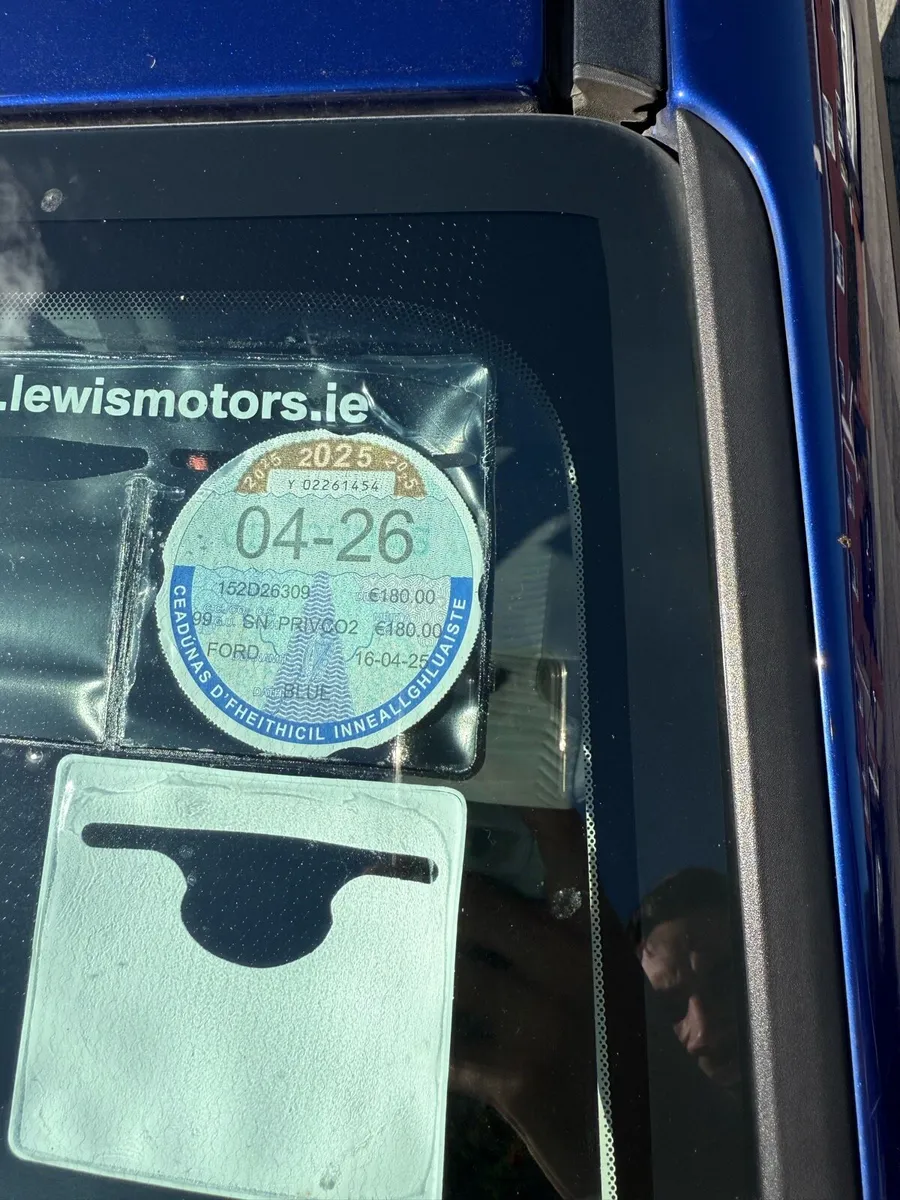 .lewismotors.ie
2025 2025 2025
Y 02261454
04-26
152D26309 €180.00
99 SN PRIVCO2 €180.00
FORD 16-04-25
BLUE
CEADÚNAS D'FHEITHICIL INNEALLGHLUAISTE